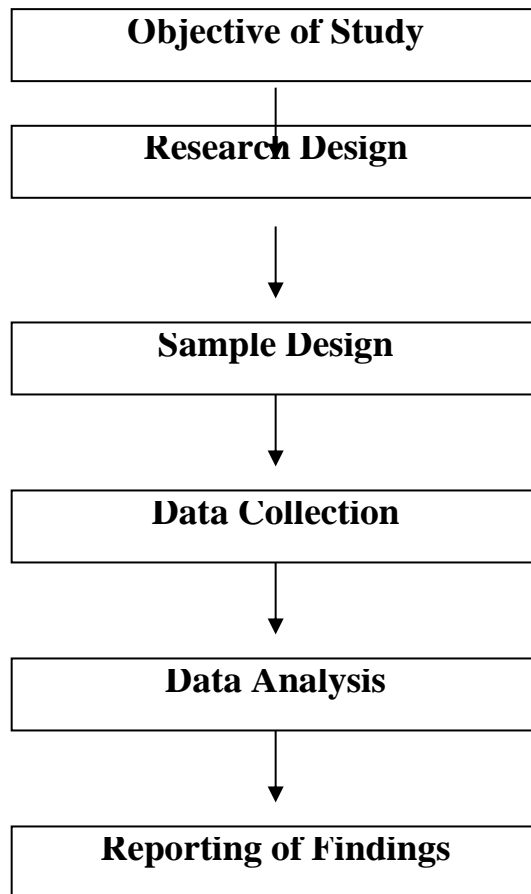 Objective of Study
Research Design
Sample Design
Data Collection
Data Analysis
Reporting of Findings